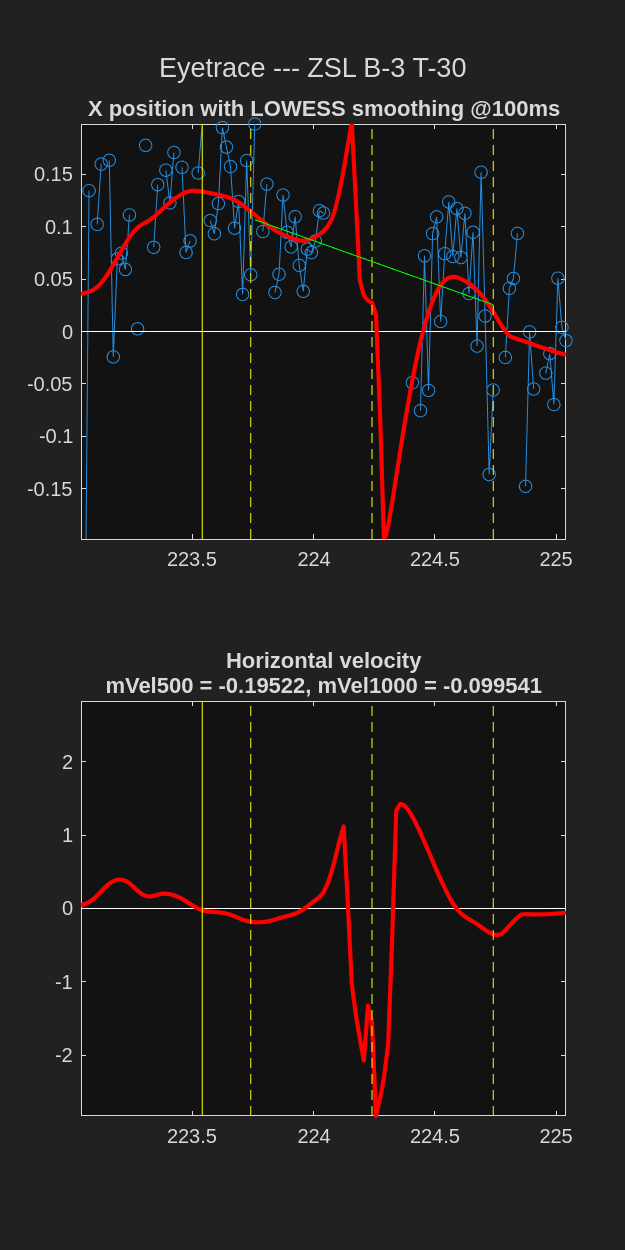 Eyetrace --- ZSL B-3 T-30
X position with LOWESS smoothing @100ms
0.15
0.1
0.05
0
-0.05
-0.1
-0.15
223.5 224 224.5 225
Horizontal velocity
mVel500 = -0.19522, mVel1000 = -0.099541
2
1
0
-1
-2
223.5 224 224.5 225